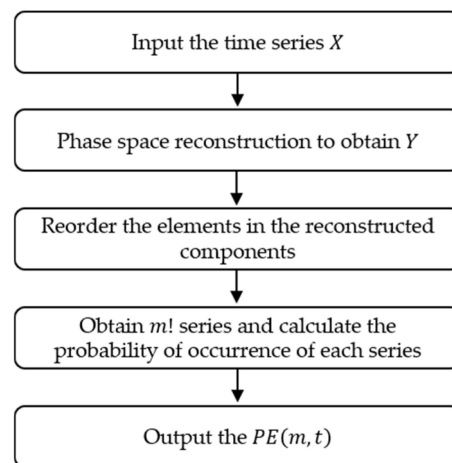 Input the time series X
Phase space reconstruction to obtain Y
Reorder the elements in the reconstructed
components
Obtain m! series and calculate the
probability of occurrence of each series
Output the PE(m,t)